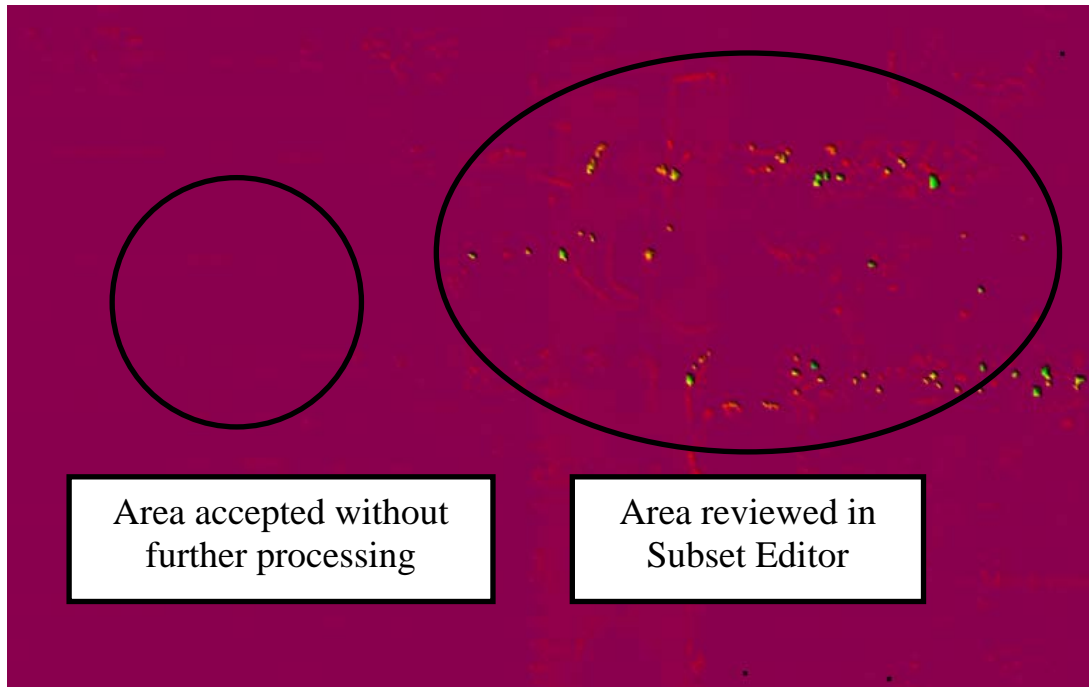 Area accepted without
further processing
Area reviewed in
Subset Editor